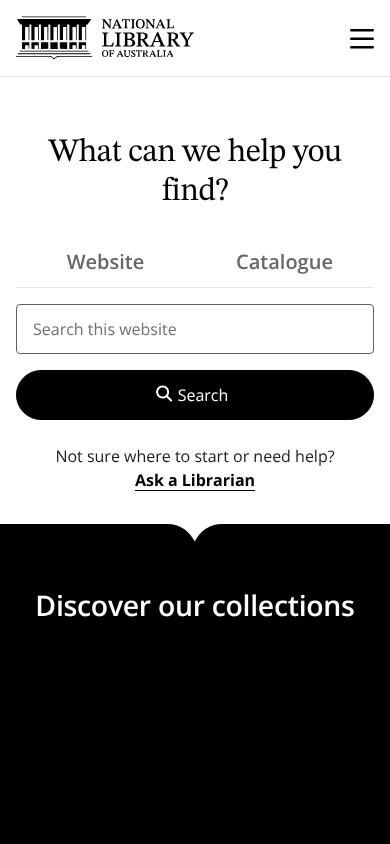 NATIONAL
LIBRARY
OF AUSTRALIA
What can we help you
find?
Website
Catalogue
Search this website
Search
Not sure where to start or need help?
Ask a Librarian
Discover our collections